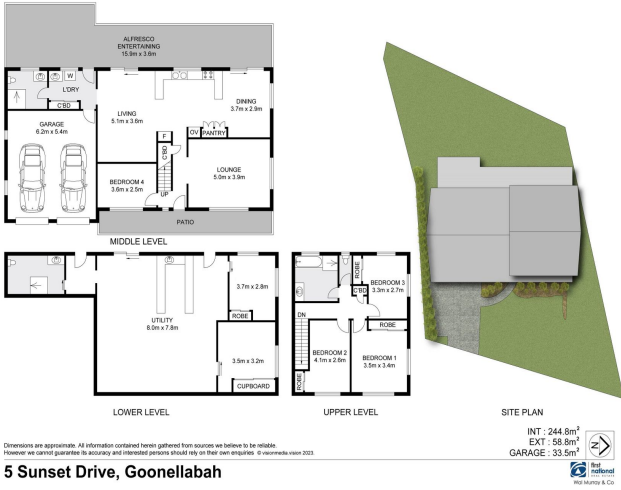 ALFRESCO
ENTERTAINING
15.9m x 3.6m
W
L'DRY
C'BD
LIVING
5.1m x 3.6m
DINING
3.7m x 2.9m
GARAGE
6.2m x 5.4m
F
OV
PANTRY
C'BD
LOUNGE
5.0m x 3.9m
BEDROOM 4
3.6m x 2.5m
UP
PATIO
MIDDLE LEVEL
3.7m x 2.8m
ROBE
UTILITY
8.0m x 7.8m
3.5m x 3.2m
CUPBOARD
LOWER LEVEL
ROBE
BEDROOM 3
3.3m x 2.7m
C'BD
DN
ROBE
BEDROOM 2
4.1m x 2.6m
BEDROOM 1
3.5m x 3.4m
ROBE
UPPER LEVEL
SITE PLAN
INT : 244.8m²
EXT : 58.8m²
GARAGE : 33.5m²
N
Dimensions are approximate. All information contained herein gathered from sources we believe to be reliable.
However we cannot guarantee its accuracy and interested persons should rely on their own enquiries © visionmedia.vision 2023
5 Sunset Drive, Goonellabah
first
national
REAL ESTATE
Wal Murray & Co